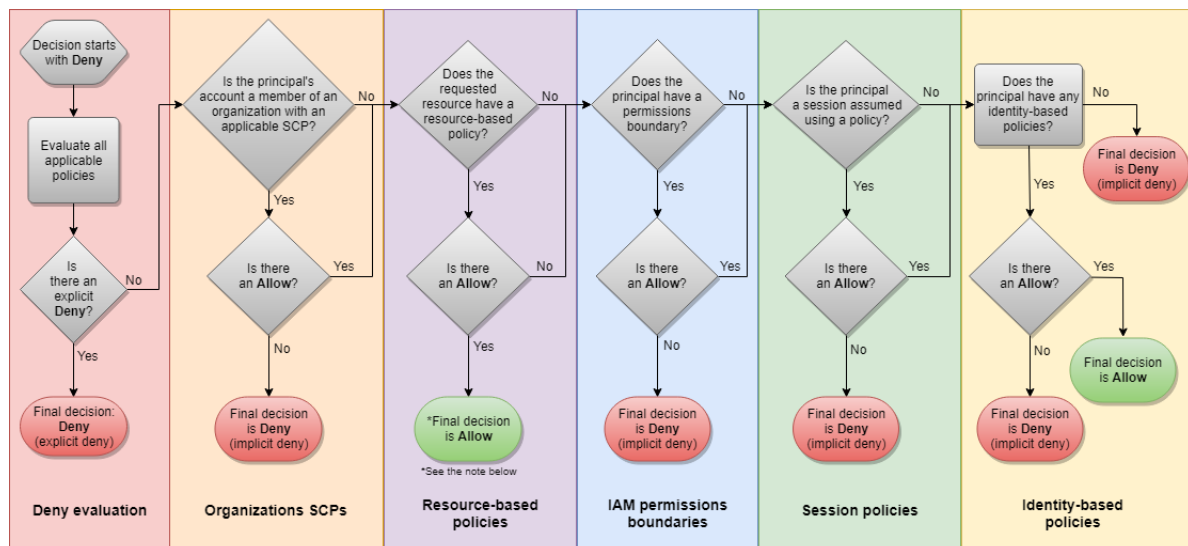 Decision starts
with Deny
Evaluate all
applicable
policies
Is
there an
explicit
Deny?
No
Yes
Final decision:
Deny
(explicit deny)
Deny evaluation
Is the principal's
account a member of an
organization with an
applicable SCP?
No
Yes
Is there
an Allow?
Yes
No
Final decision
is Deny
(implicit deny)
Organizations SCPs
Does the
requested
resource have a
resource-based
policy?
No
Yes
Is there
an Allow?
No
Yes
*Final decision
is Allow
*See the note below
Resource-based
policies
Does the
principal have a
permissions
boundary?
No
Yes
Is there
an Allow?
Yes
No
Final decision
is Deny
(implicit deny)
IAM permissions
boundaries
Is the principal
a session assumed
using a policy?
No
Yes
Is there
an Allow?
Yes
No
Final decision
is Deny
(implicit deny)
Session policies
Does the
principal have any
identity-based
policies?
No
Final decision
is Deny
(implicit deny)
Yes
Is there
an Allow?
Yes
Final decision
is Allow
No
Final decision
is Deny
(implicit deny)
Identity-based
policies